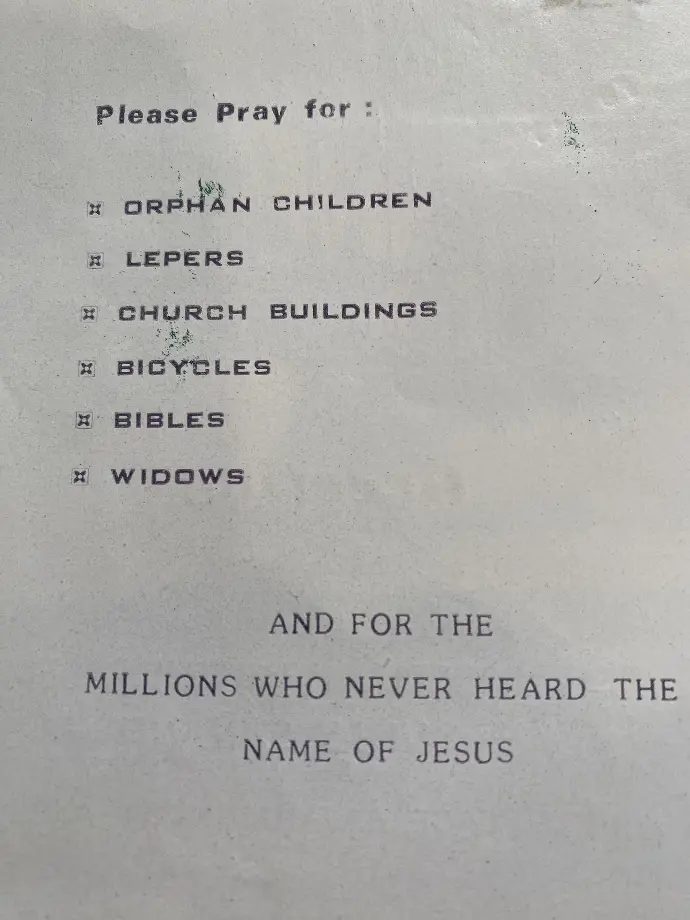 Please Pray for :
ORPHAN CHILDREN
LEPERS
CHURCH BUILDINGS
BICYCLES
BIBLES
WIDOWS
AND FOR THE
MILLIONS WHO NEVER HEARD THE
NAME OF JESUS